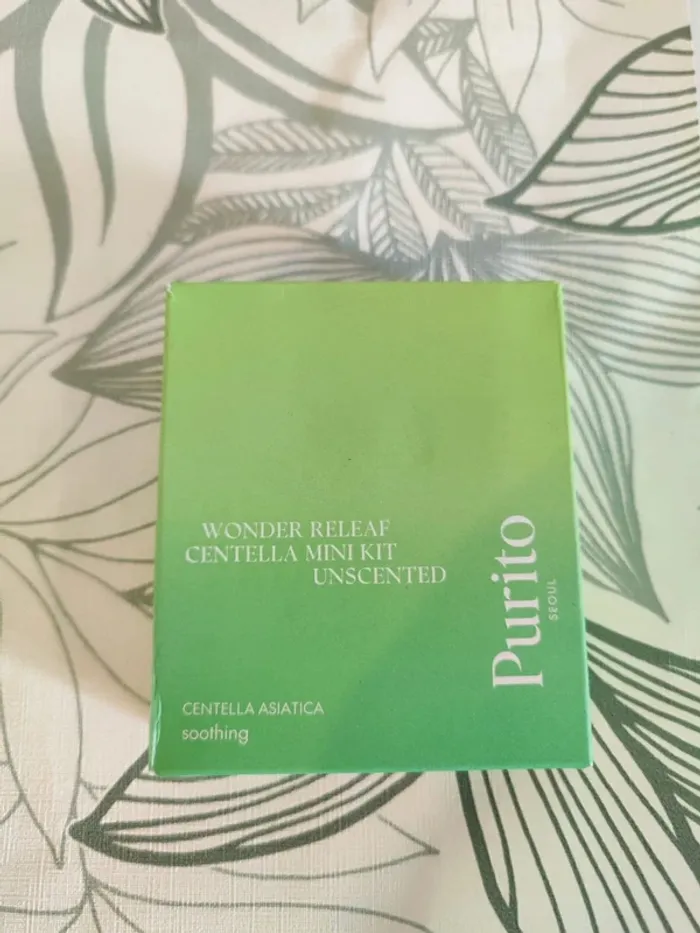 WONDER RELEAF
CENTELLA MINI KIT
UNSCENTED
Purito
SEOUL
CENTELLA ASIATICA
soothing